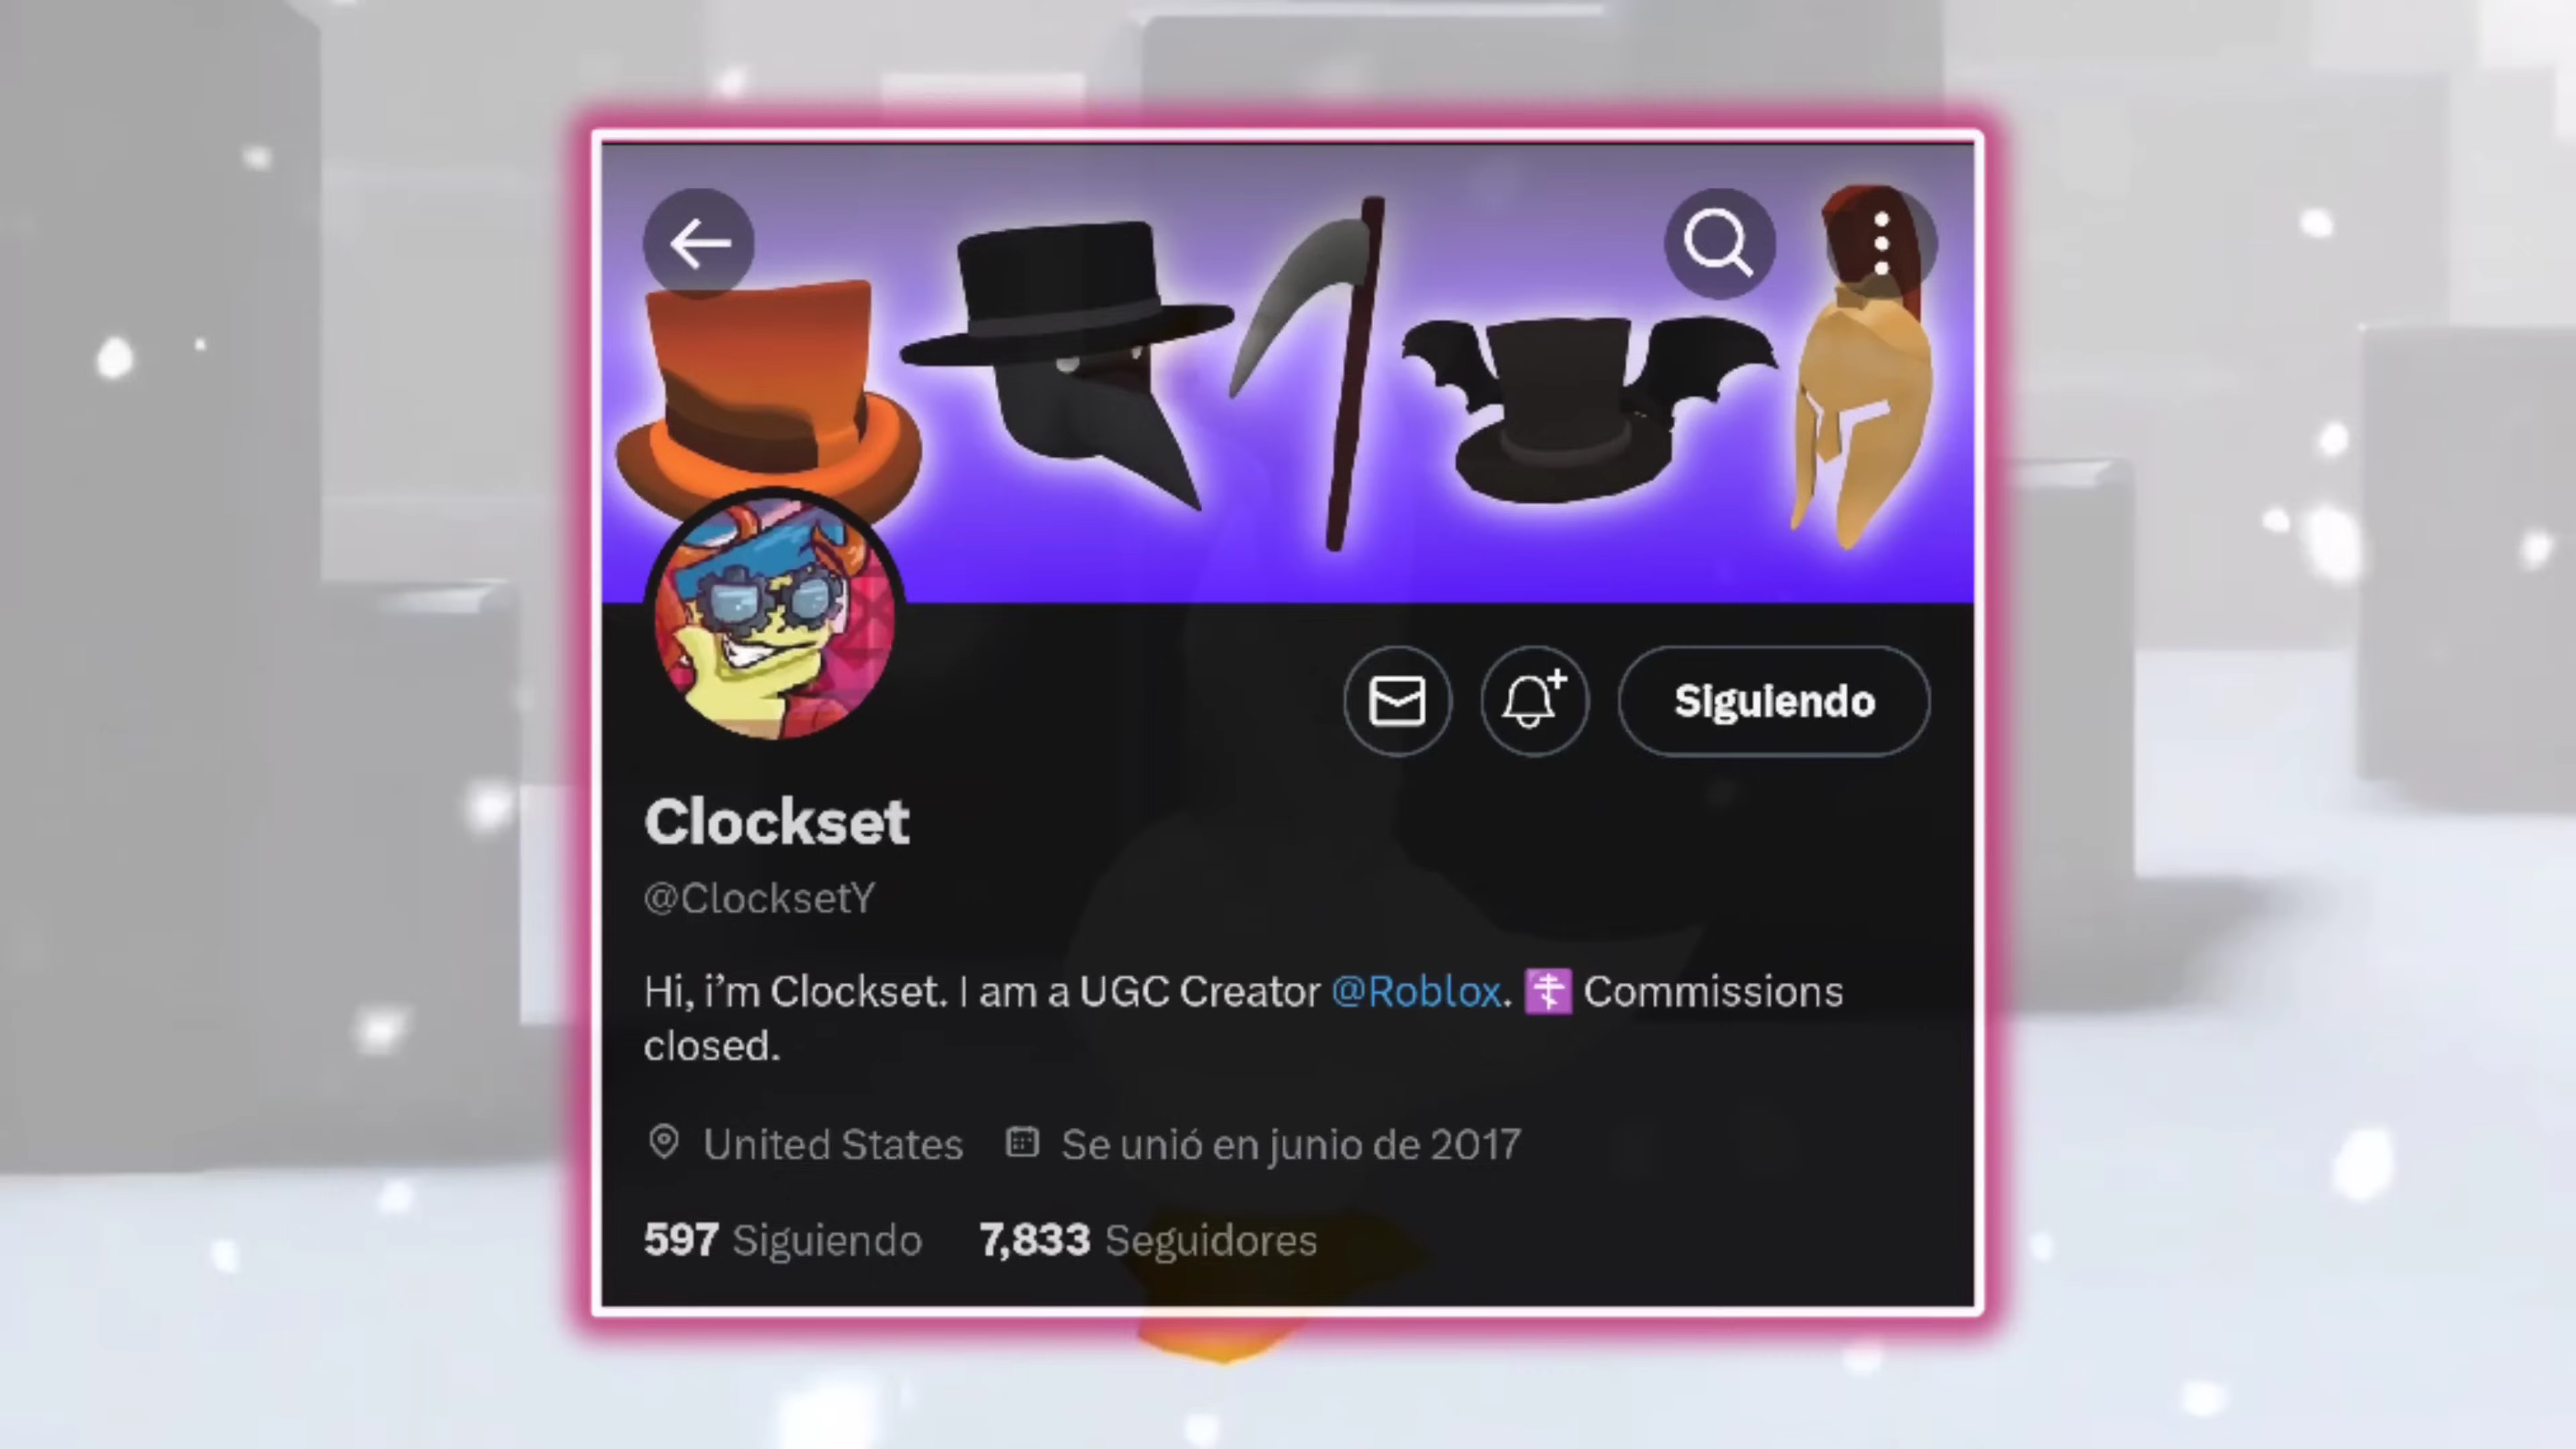 Siguiendo
Clockset
@ClocksetY
Hi, i’m Clockset. I am a UGC Creator @Roblox. ☦️ Commissions
closed.
United States Se unió en junio de 2017
597 Siguiendo 7,833 Seguidores